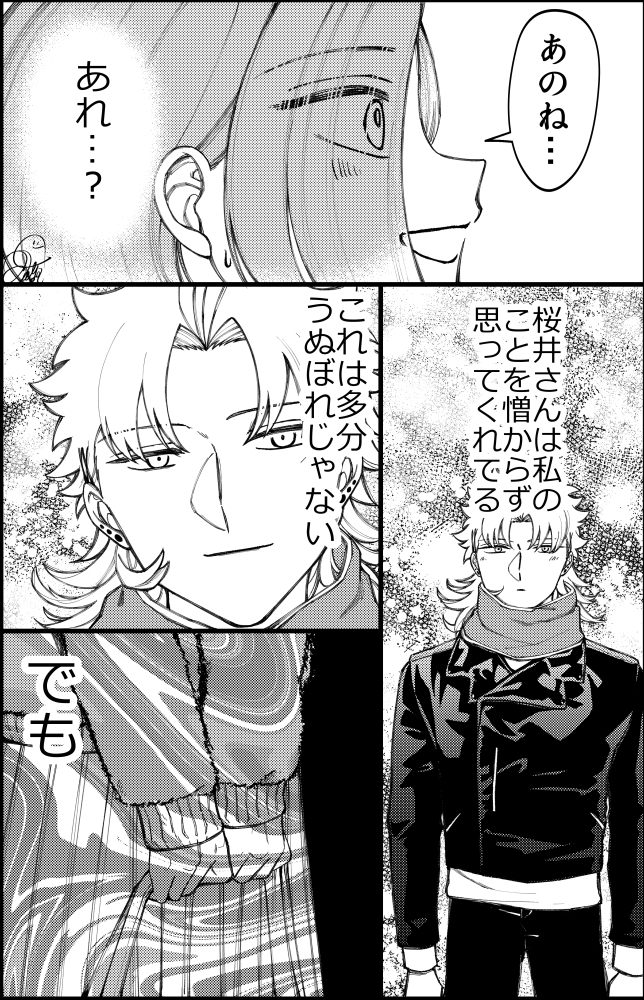 あのね…
あれ…?
桜井さんは私の
ことを憎からず
思ってくれてる
これは多分
うぬぼれじゃない
でも